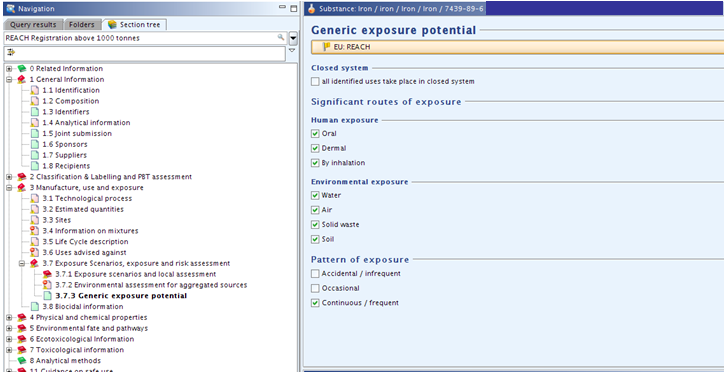 Navigation
Query results
Folders
Section tree
REACH Registration above 1000 tonnes
0 Related Information
1 General Information
1.1 Identification
1.2 Composition
1.3 Identifiers
1.4 Analytical information
1.5 Joint submission
1.6 Sponsors
1.7 Suppliers
1.8 Recipients
2 Classification & Labelling and PBT assessment
3 Manufacture, use and exposure
3.1 Technological process
3.2 Estimated quantities
3.3 Sites
3.4 Information on mixtures
3.5 Life Cycle description
3.6 Uses advised against
3.7 Exposure Scenarios, exposure and risk assessment
3.7.1 Exposure scenarios and local assessment
3.7.2 Environmental assessment for aggregated sources
3.7.3 Generic exposure potential
3.8 Biocidal information
4 Physical and chemical properties
5 Environmental fate and pathways
6 Ecotoxicological Information
7 Toxicological information
8 Analytical methods
11 Guidance on safe use
Substance: Iron / iron / Iron / Iron / 7439-89-6
Generic exposure potential
EU: REACH
Closed system
all identified uses take place in closed system
Significant routes of exposure
Human exposure
Oral
Dermal
By inhalation
Environmental exposure
Water
Air
Solid waste
Soil
Pattern of exposure
Accidental / infrequent
Occasional
Continuous / frequent